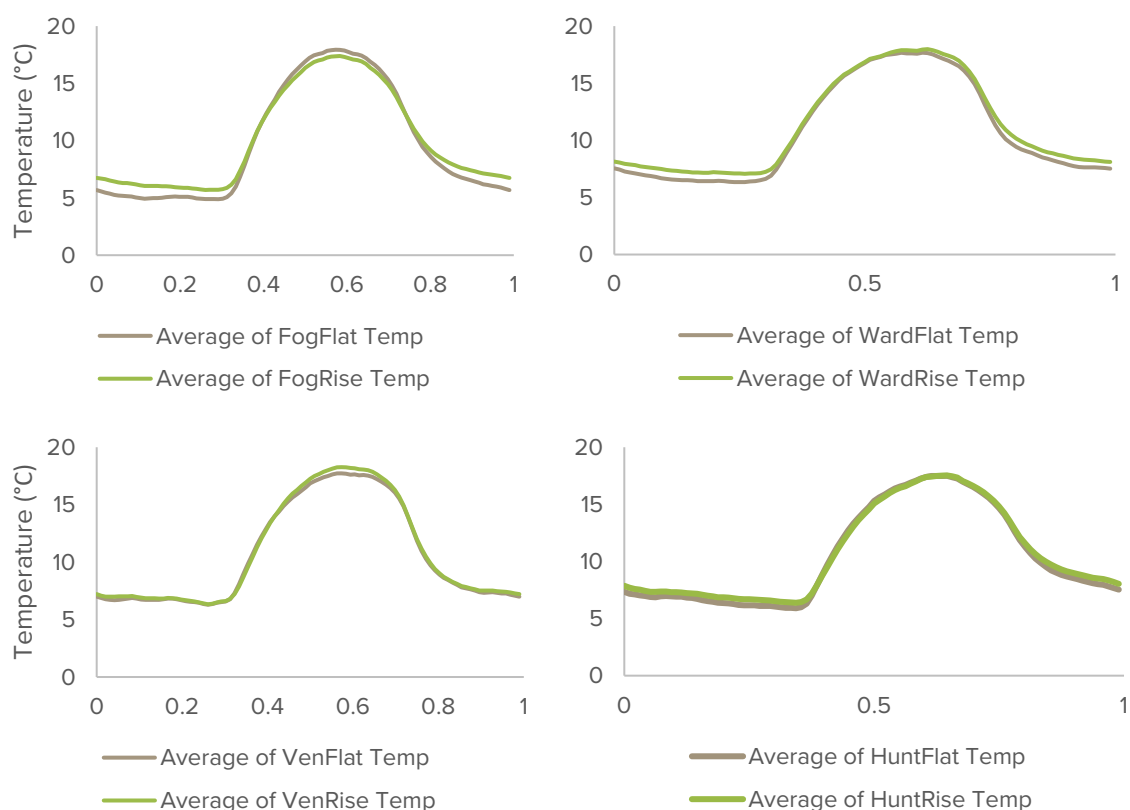 Temperature (°C)
20
15
10
5
0
0 0.2 0.4 0.6 0.8 1
Average of FogFlat Temp
Average of FogRise Temp
20
15
10
5
0
0 0.5 1
Average of WardFlat Temp
Average of WardRise Temp
Temperature (°C)
20
15
10
5
0
0 0.2 0.4 0.6 0.8 1
Average of VenFlat Temp
Average of VenRise Temp
20
15
10
5
0
0 0.5 1
Average of HuntFlat Temp
Average of HuntRise Temp